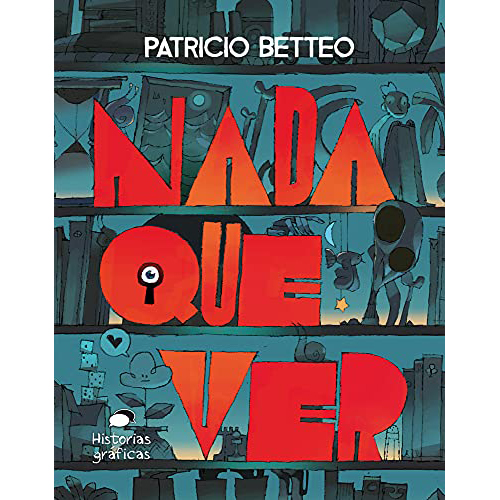 PATRICIO BETTEO
NADA
QUE
VER
Historias
gráficas